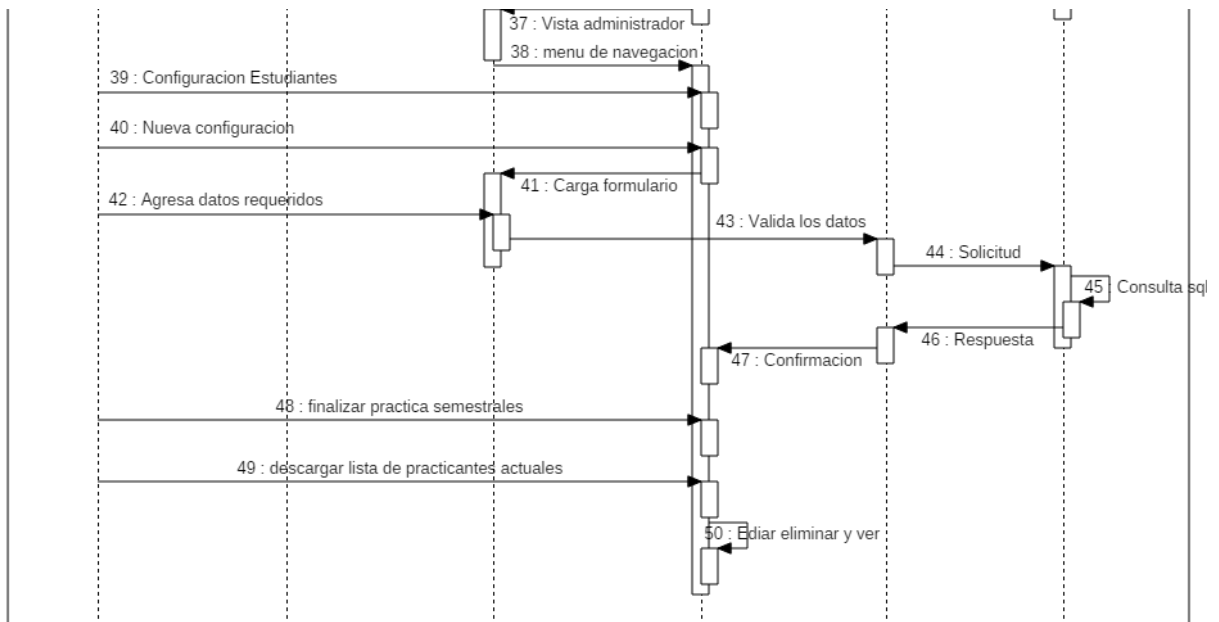 37 : Vista administrador
38 : menu de navegacion
39 : Configuracion Estudiantes
40 : Nueva configuracion
41 : Carga formulario
42 : Agresa datos requeridos
43 : Valida los datos
44 : Solicitud
45 : Consulta sql
46 : Respuesta
47 : Confirmacion
48 : finalizar practica semestrales
49 : descargar lista de practicantes actuales
50 : Ediar eliminar y ver